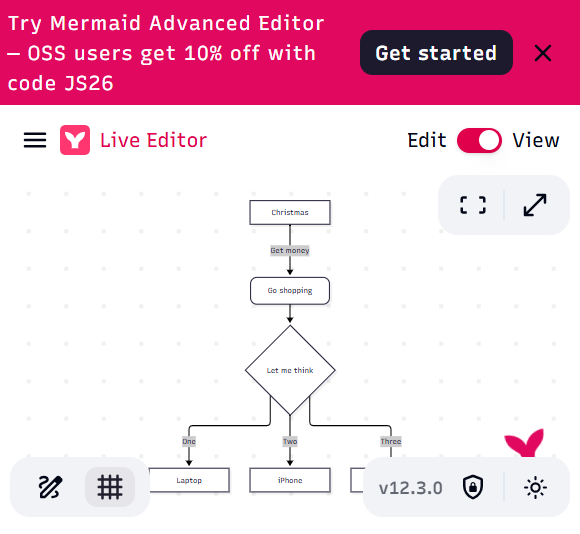 Try Mermaid Advanced Editor
– OSS users get 10% off with
code JS26
Get started
Live Editor
Edit
View
Christmas
Get money
Go shopping
Let me think
One
Two
Three
Laptop
iPhone
v12.3.0